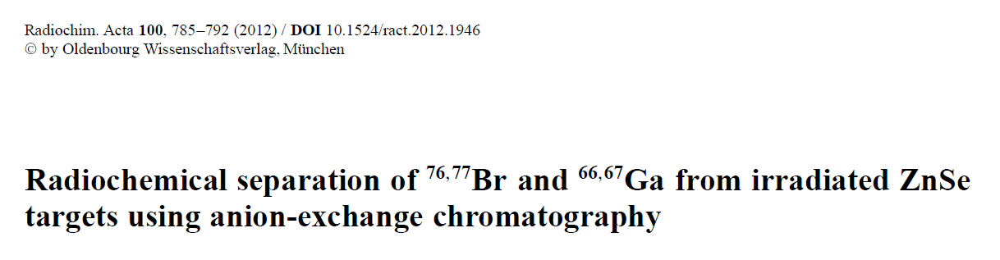 Radiochim. Acta 100, 785–792 (2012) / DOI 10.1524/ract.2012.1946
© by Oldenbourg Wissenschaftsverlag, München
Radiochemical separation of ⁷⁶,⁷⁷Br and ⁶⁶,⁶⁷Ga from irradiated ZnSe
targets using anion-exchange chromatography